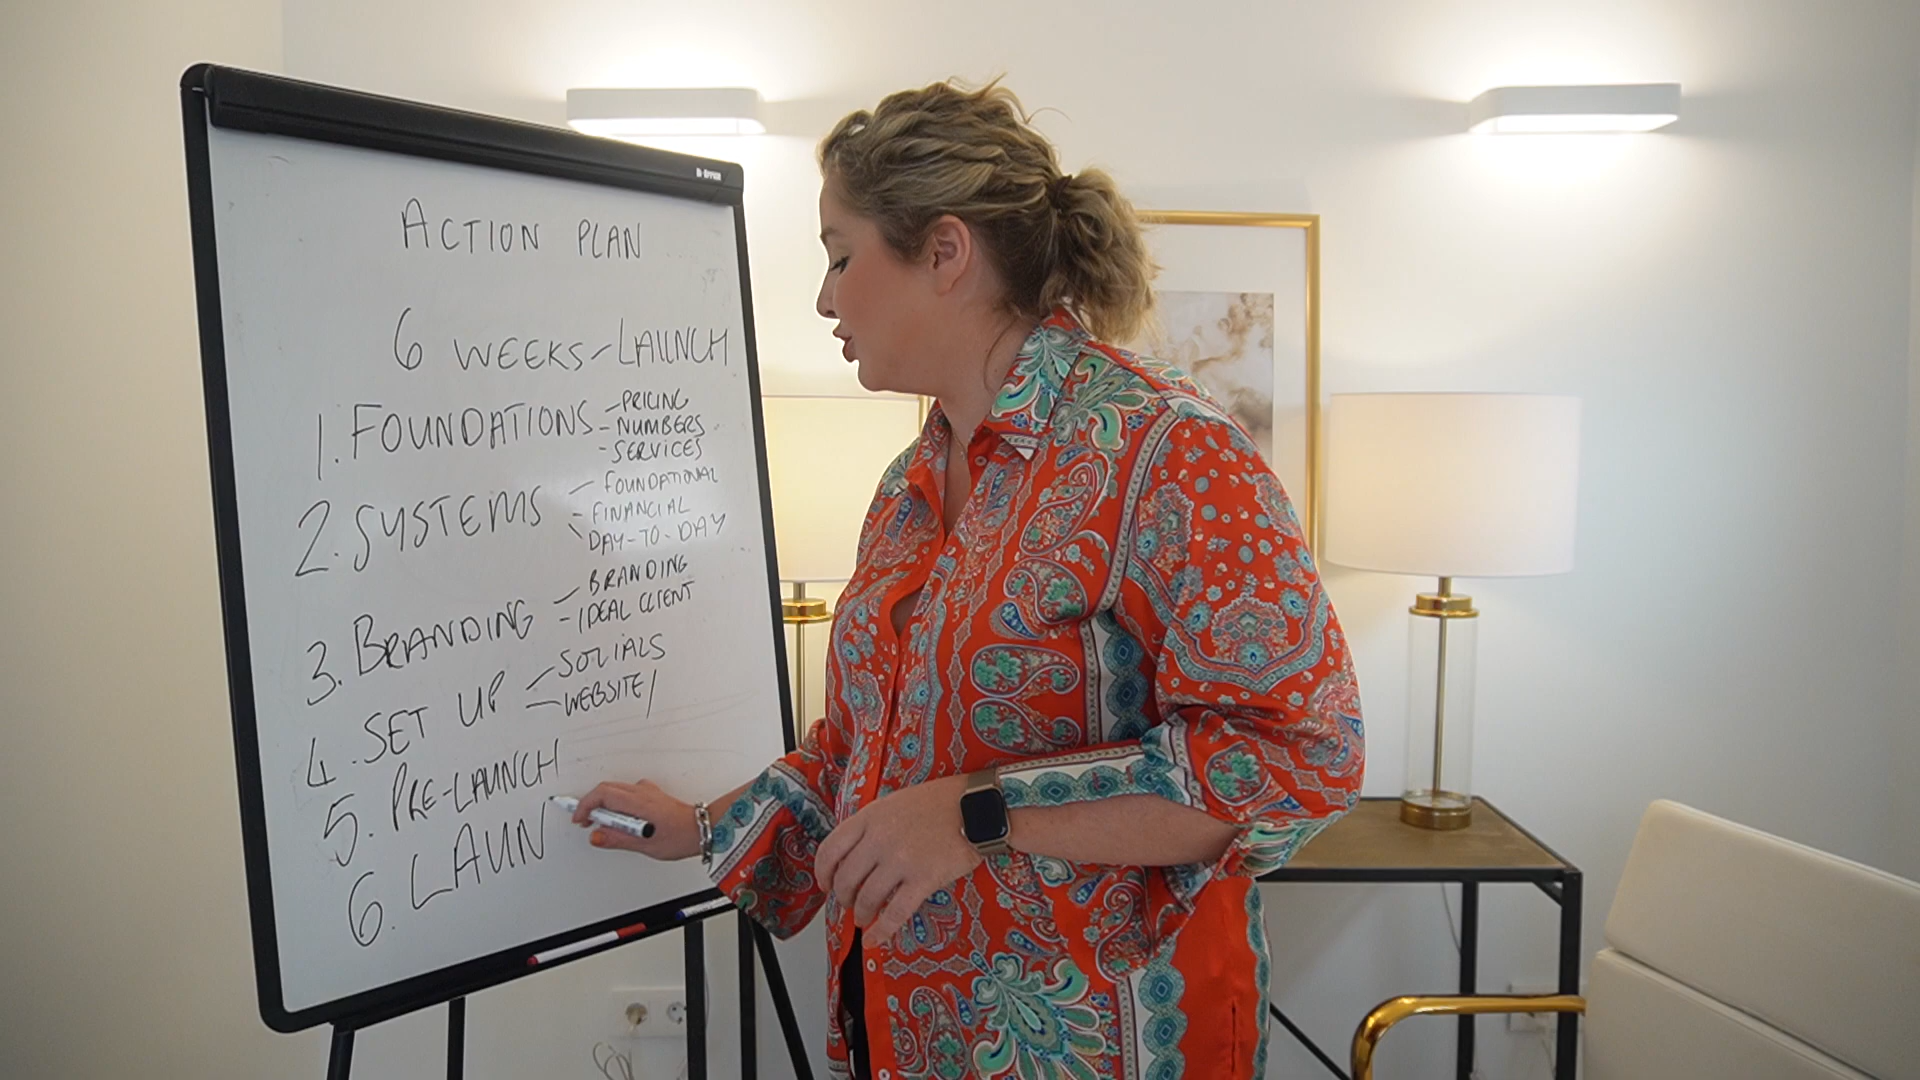 ACTION PLAN
6 WEEKS - LAUNCH
1. FOUNDATIONS - PRICING
- NUMBERS
- SERVICES
2. SYSTEMS - FOUNDATIONAL
- FINANCIAL
- DAY-TO-DAY
3. BRANDING - BRANDING
- IDEAL CLIENT
4. SET UP - SOCIALS
- WEBSITE/
5. PRE-LAUNCH
6. LAUN